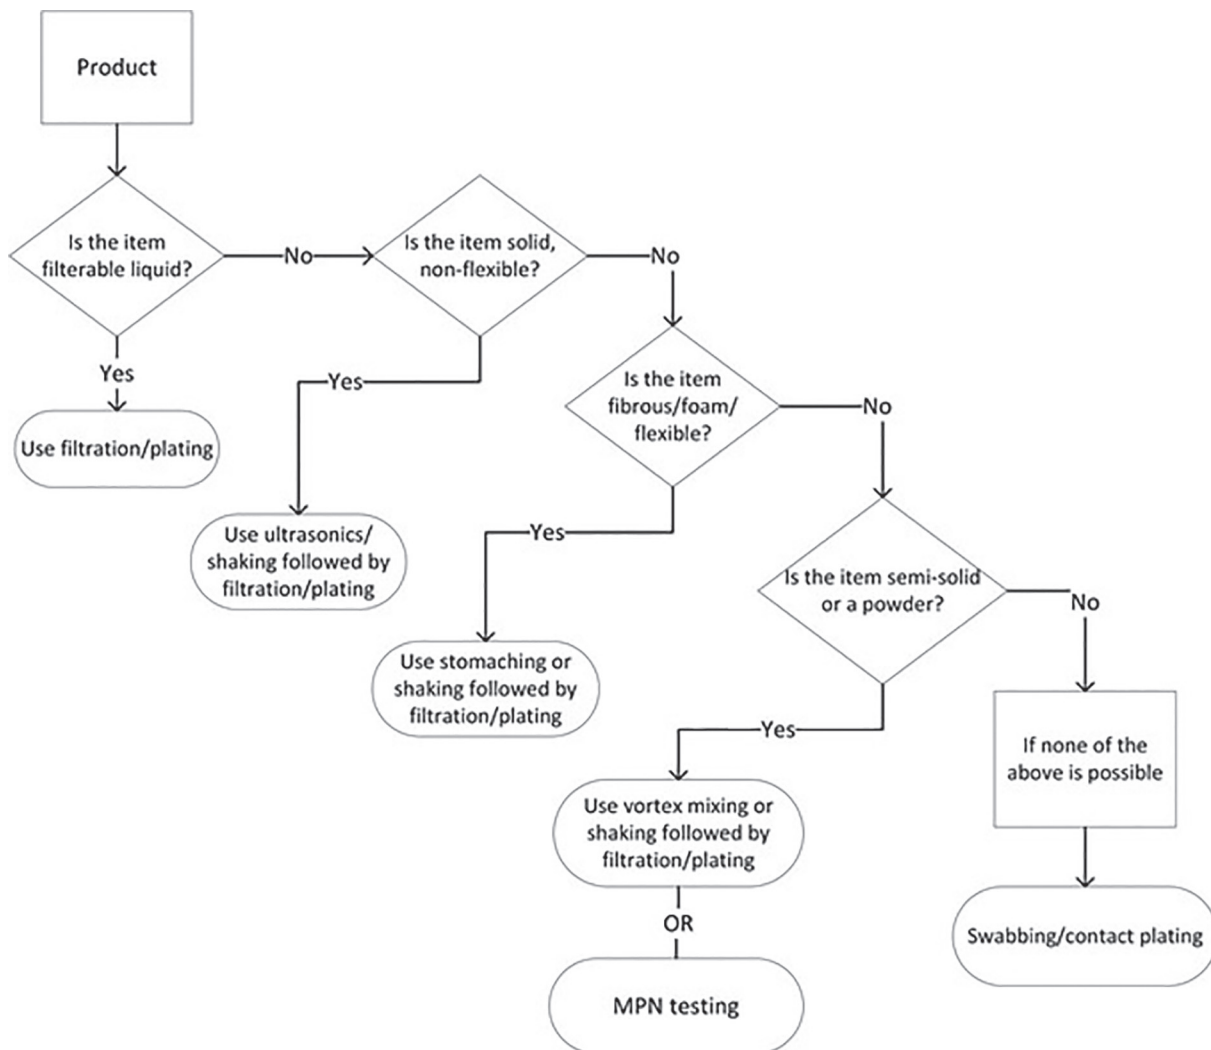 Product
Is the item
filterable liquid?
No
Is the item solid,
non-flexible?
No
Yes
Use filtration/plating
Yes
Use ultrasonics/
shaking followed by
filtration/plating
Is the item
fibrous/foam/
flexible?
No
Yes
Use stomaching or
shaking followed by
filtration/plating
Is the item semi-solid
or a powder?
No
Yes
Use vortex mixing or
shaking followed by
filtration/plating
OR
MPN testing
If none of the
above is possible
Swabbing/contact plating